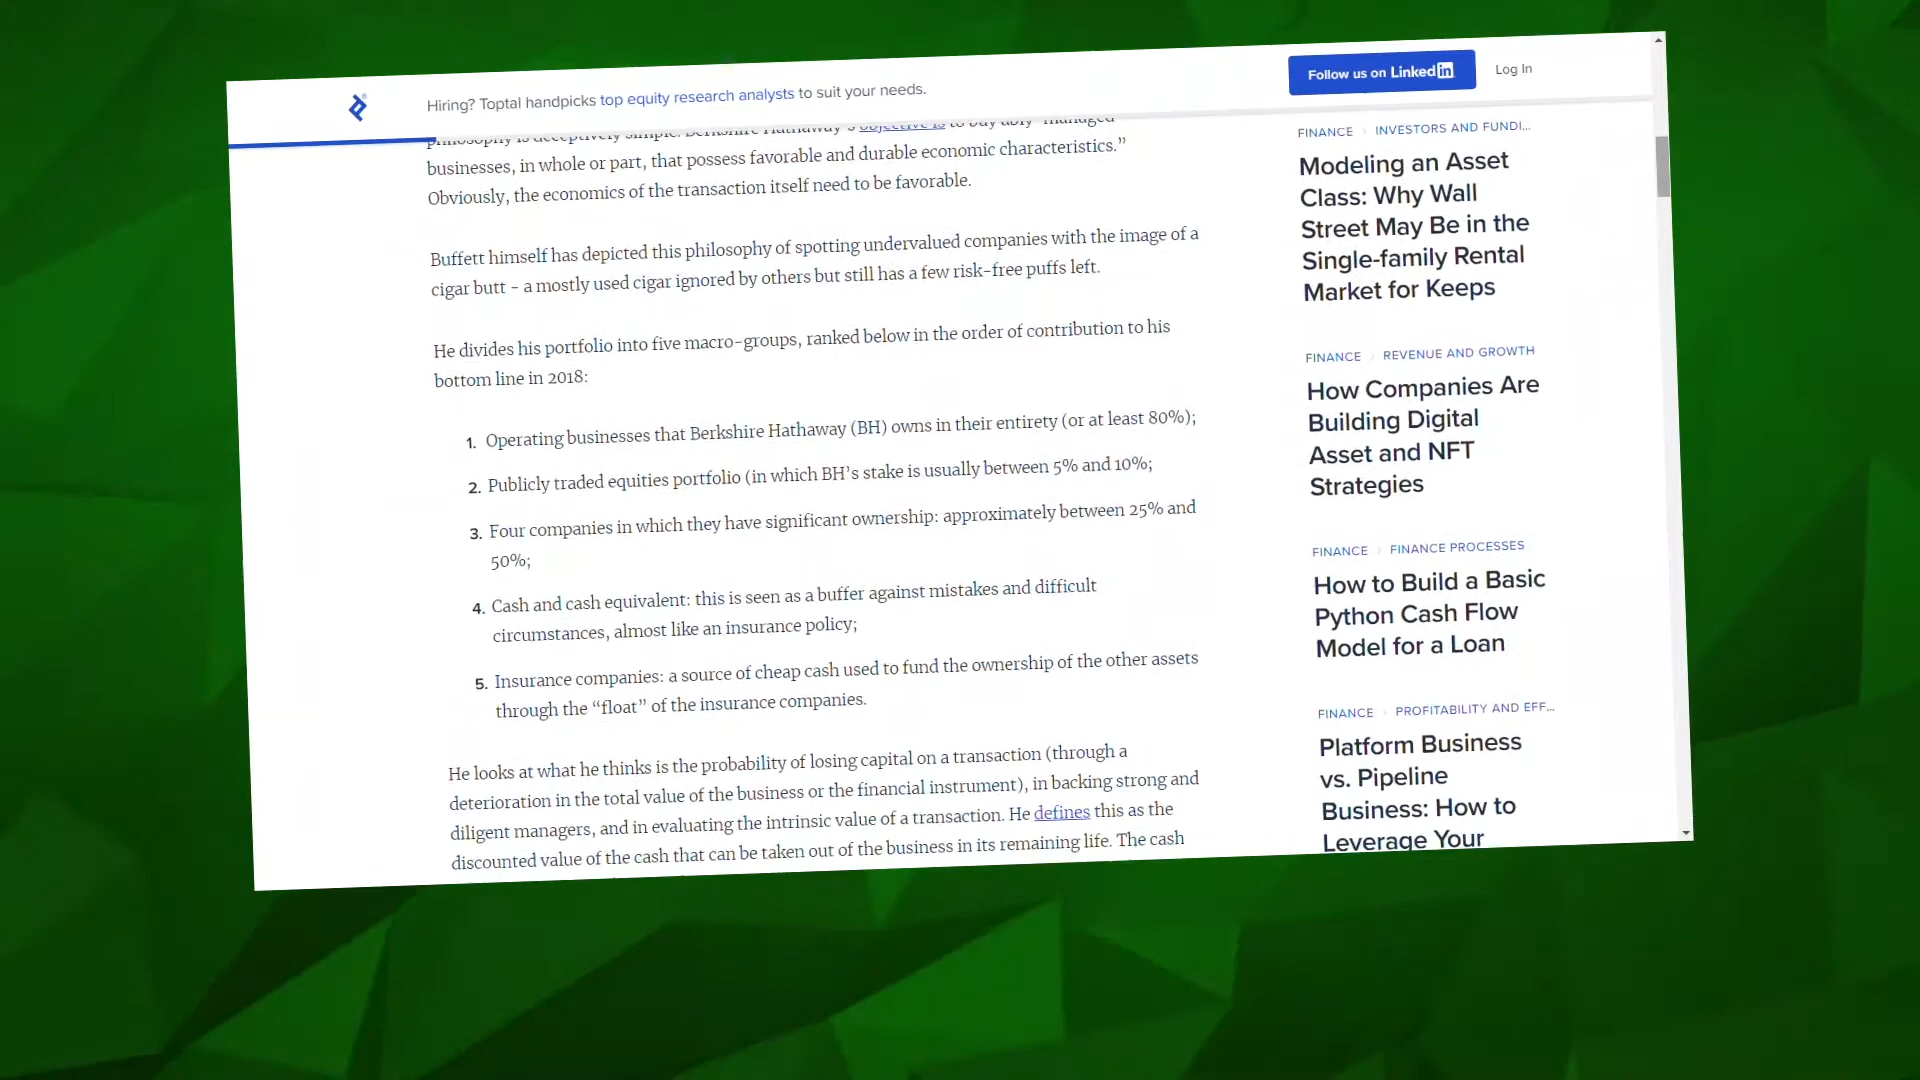 Hiring? Toptal handpicks top equity research analysts to suit your needs.
Follow us on Linkedin
Log In
philosophy is deceptively simple. Berkshire Hathaway's objective is to buy ably "managed
businesses, in whole or part, that possess favorable and durable economic characteristics.”
Obviously, the economics of the transaction itself need to be favorable.
Buffett himself has depicted this philosophy of spotting undervalued companies with the image of a
cigar butt – a mostly used cigar ignored by others but still has a few risk-free puffs left.
He divides his portfolio into five macro-groups, ranked below in the order of contribution to his
bottom line in 2018:
1. Operating businesses that Berkshire Hathaway (BH) owns in their entirety (or at least 80%);
2. Publicly traded equities portfolio (in which BH's stake is usually between 5% and 10%;
3. Four companies in which they have significant ownership: approximately between 25% and
50%;
4. Cash and cash equivalent: this is seen as a buffer against mistakes and difficult
circumstances, almost like an insurance policy;
5. Insurance companies: a source of cheap cash used to fund the ownership of the other assets
through the “float” of the insurance companies.
He looks at what he thinks is the probability of losing capital on a transaction (through a
deterioration in the total value of the business or the financial instrument), in backing strong and
diligent managers, and in evaluating the intrinsic value of a transaction. He defines this as the
discounted value of the cash that can be taken out of the business in its remaining life. The cash
FINANCE › INVESTORS AND FUNDI...
Modeling an Asset
Class: Why Wall
Street May Be in the
Single-family Rental
Market for Keeps
FINANCE › REVENUE AND GROWTH
How Companies Are
Building Digital
Asset and NFT
Strategies
FINANCE › FINANCE PROCESSES
How to Build a Basic
Python Cash Flow
Model for a Loan
FINANCE › PROFITABILITY AND EFF...
Platform Business
vs. Pipeline
Business: How to
Leverage Your